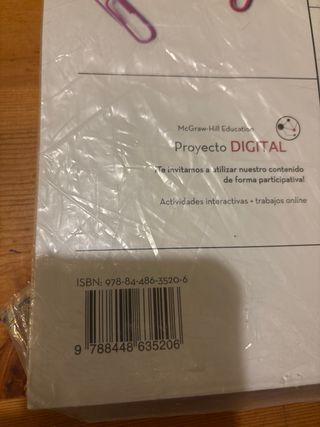 McGraw-Hill Education
Proyecto DIGITAL
¡Te invitamos a utilizar nuestro contenido
de forma participativa!
Actividades interactivas + trabajos online
ISBN: 978-84-486-3520-6
9 788448 635206